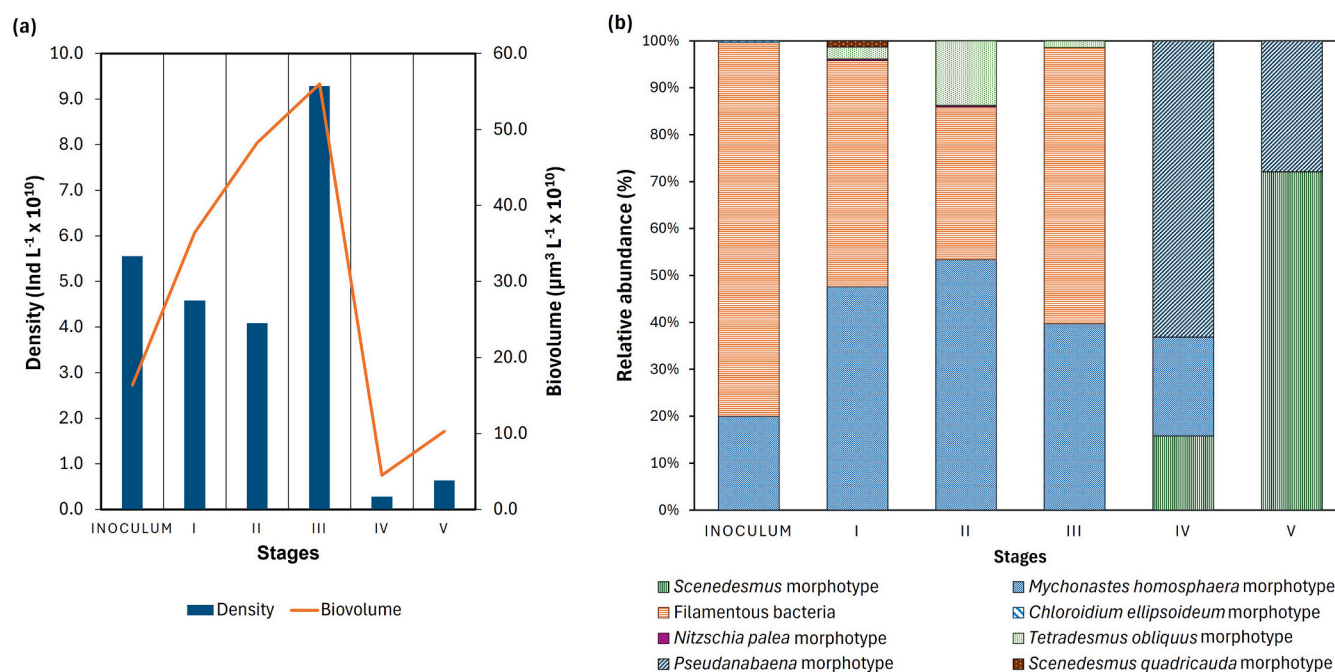 (a)
10.0
9.0
8.0
7.0
6.0
5.0
4.0
3.0
2.0
1.0
0.0
Density (Ind L⁻¹ x 10¹⁰)
60.0
50.0
40.0
30.0
20.0
10.0
0.0
Biovolume (µm³ L⁻¹ x 10¹⁰)
INOCULUM I II III IV V
Stages
Density Biovolume
(b)
100%
90%
80%
70%
60%
50%
40%
30%
20%
10%
0%
Relative abundance (%)
INOCULUM I II III IV V
Stages
Scenedesmus morphotype Mychonastes homosphaera morphotype
Filamentous bacteria Chloroidium ellipsoideum morphotype
Nitzschia palea morphotype Tetradesmus obliquus morphotype
Pseudanabaena morphotype Scenedesmus quadricauda morphotype